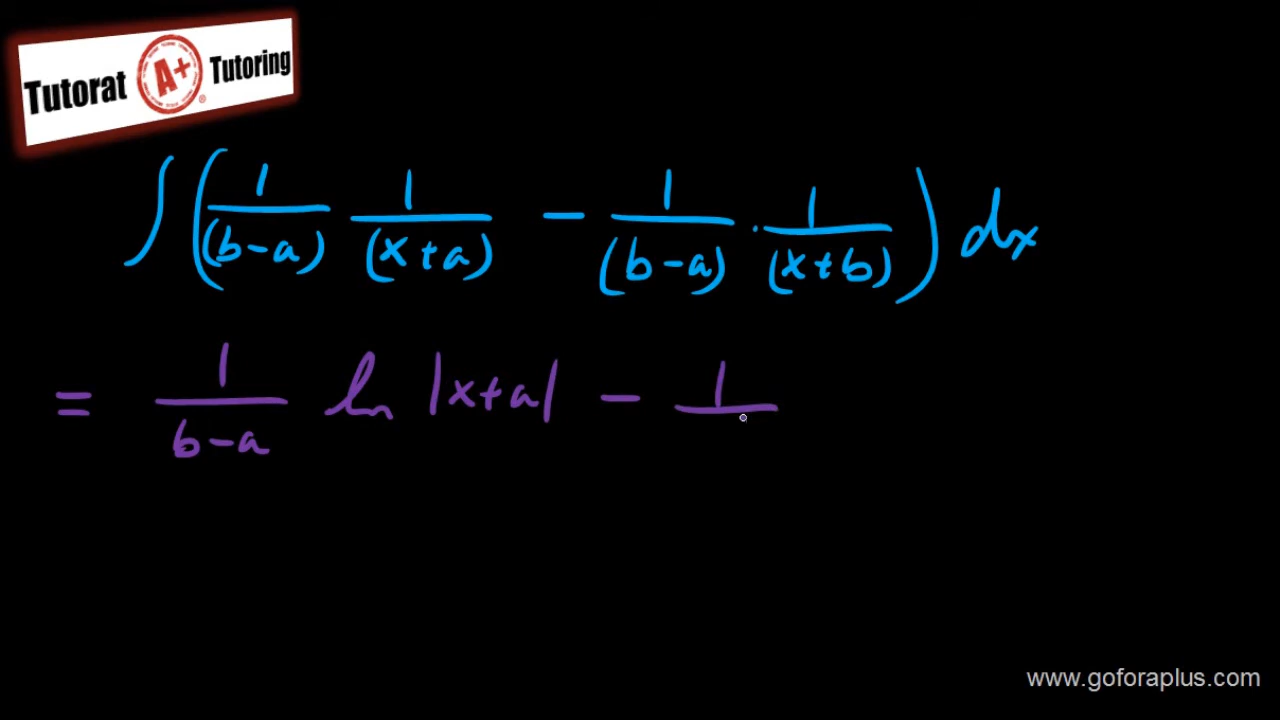 Tutorat A+ Tutoring
∫ ( 1/(b-a) 1/(x+a) - 1/(b-a) · 1/(x+b) ) dx
= 1/b-a ln |x+a| - 1/
www.goforaplus.com